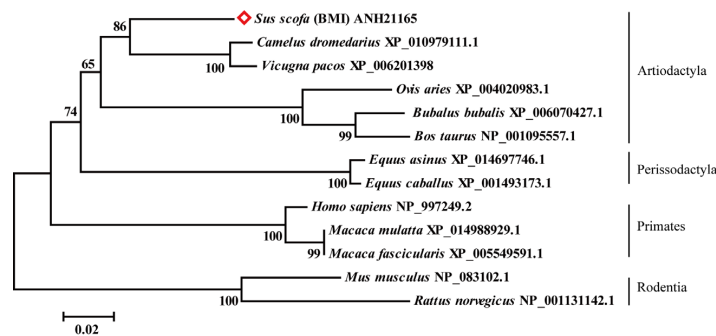 86
Sus scofa (BMI) ANH21165
Camelus dromedarius XP_010979111.1
65
100
Vicugna pacos XP_006201398
Artiodactyla
Ovis aries XP_004020983.1
74
100
Bubalus bubalis XP_006070427.1
99
Bos taurus NP_001095557.1
Equus asinus XP_014697746.1
Perissodactyla
100
Equus caballus XP_001493173.1
Homo sapiens NP_997249.2
100
Macaca mulatta XP_014988929.1
Primates
99
Macaca fascicularis XP_005549591.1
Mus musculus NP_083102.1
Rodentia
100
Rattus norvegicus NP_001131142.1
0.02